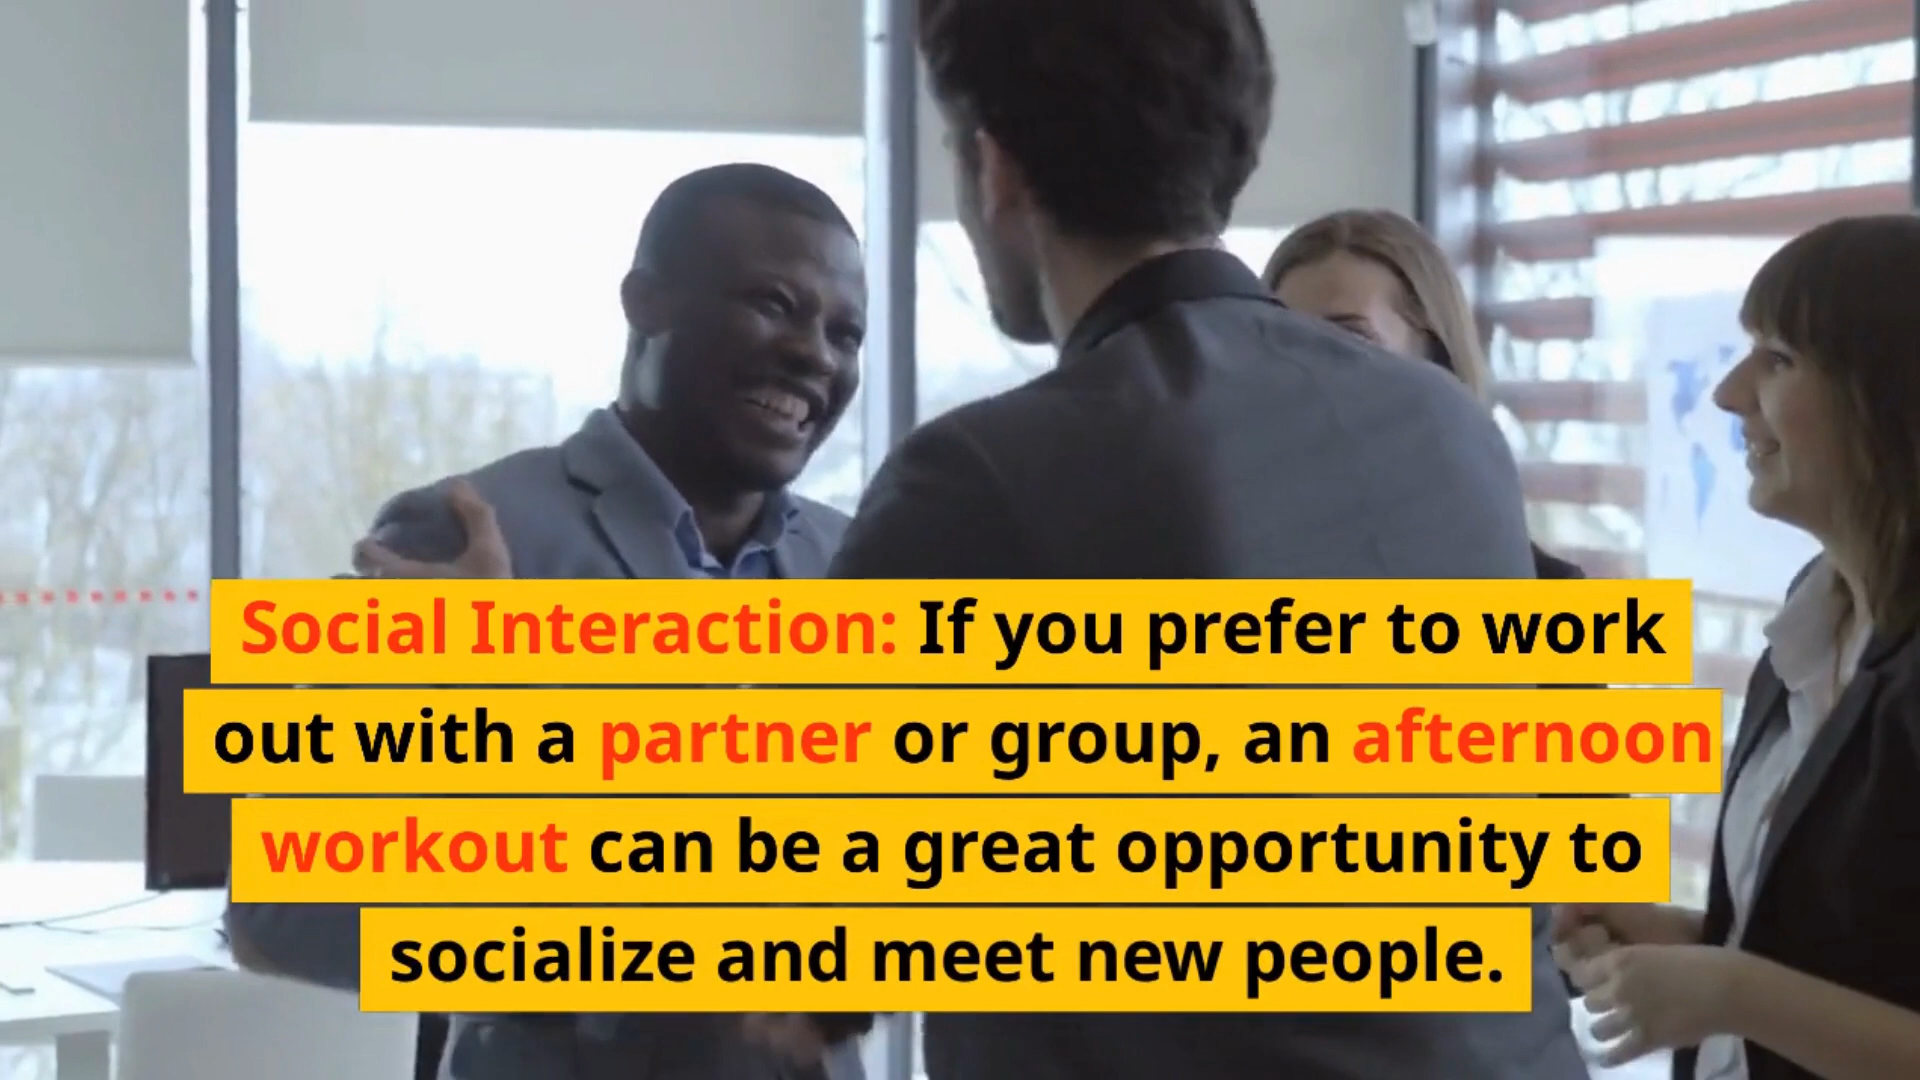 Social Interaction: If you prefer to work
out with a partner or group, an afternoon
workout can be a great opportunity to
socialize and meet new people.